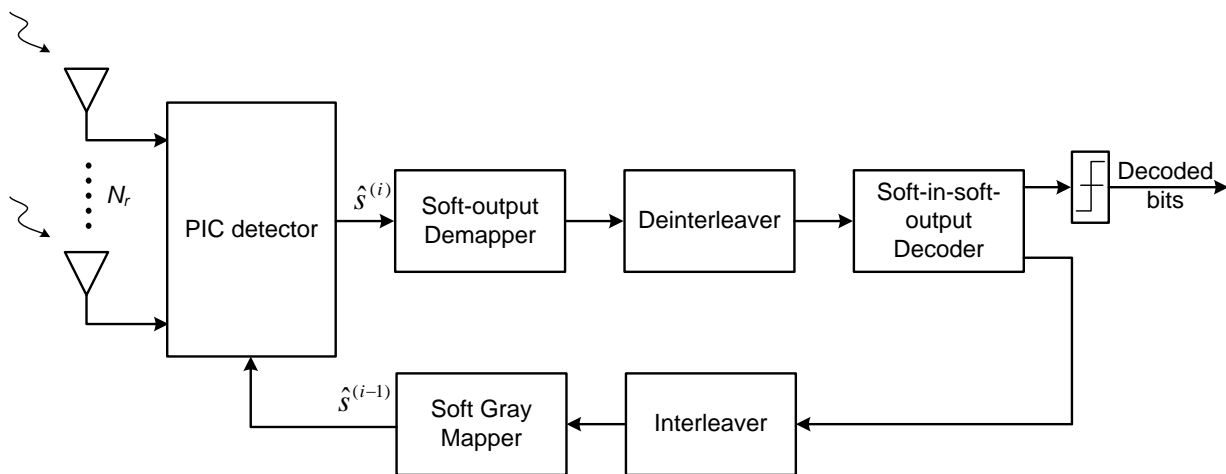 N_r
PIC detector
ŝ^(i)
Soft-output
Demapper
Deinterleaver
Soft-in-soft-
output
Decoder
Decoded
bits
ŝ^(i−1)
Soft Gray
Mapper
Interleaver